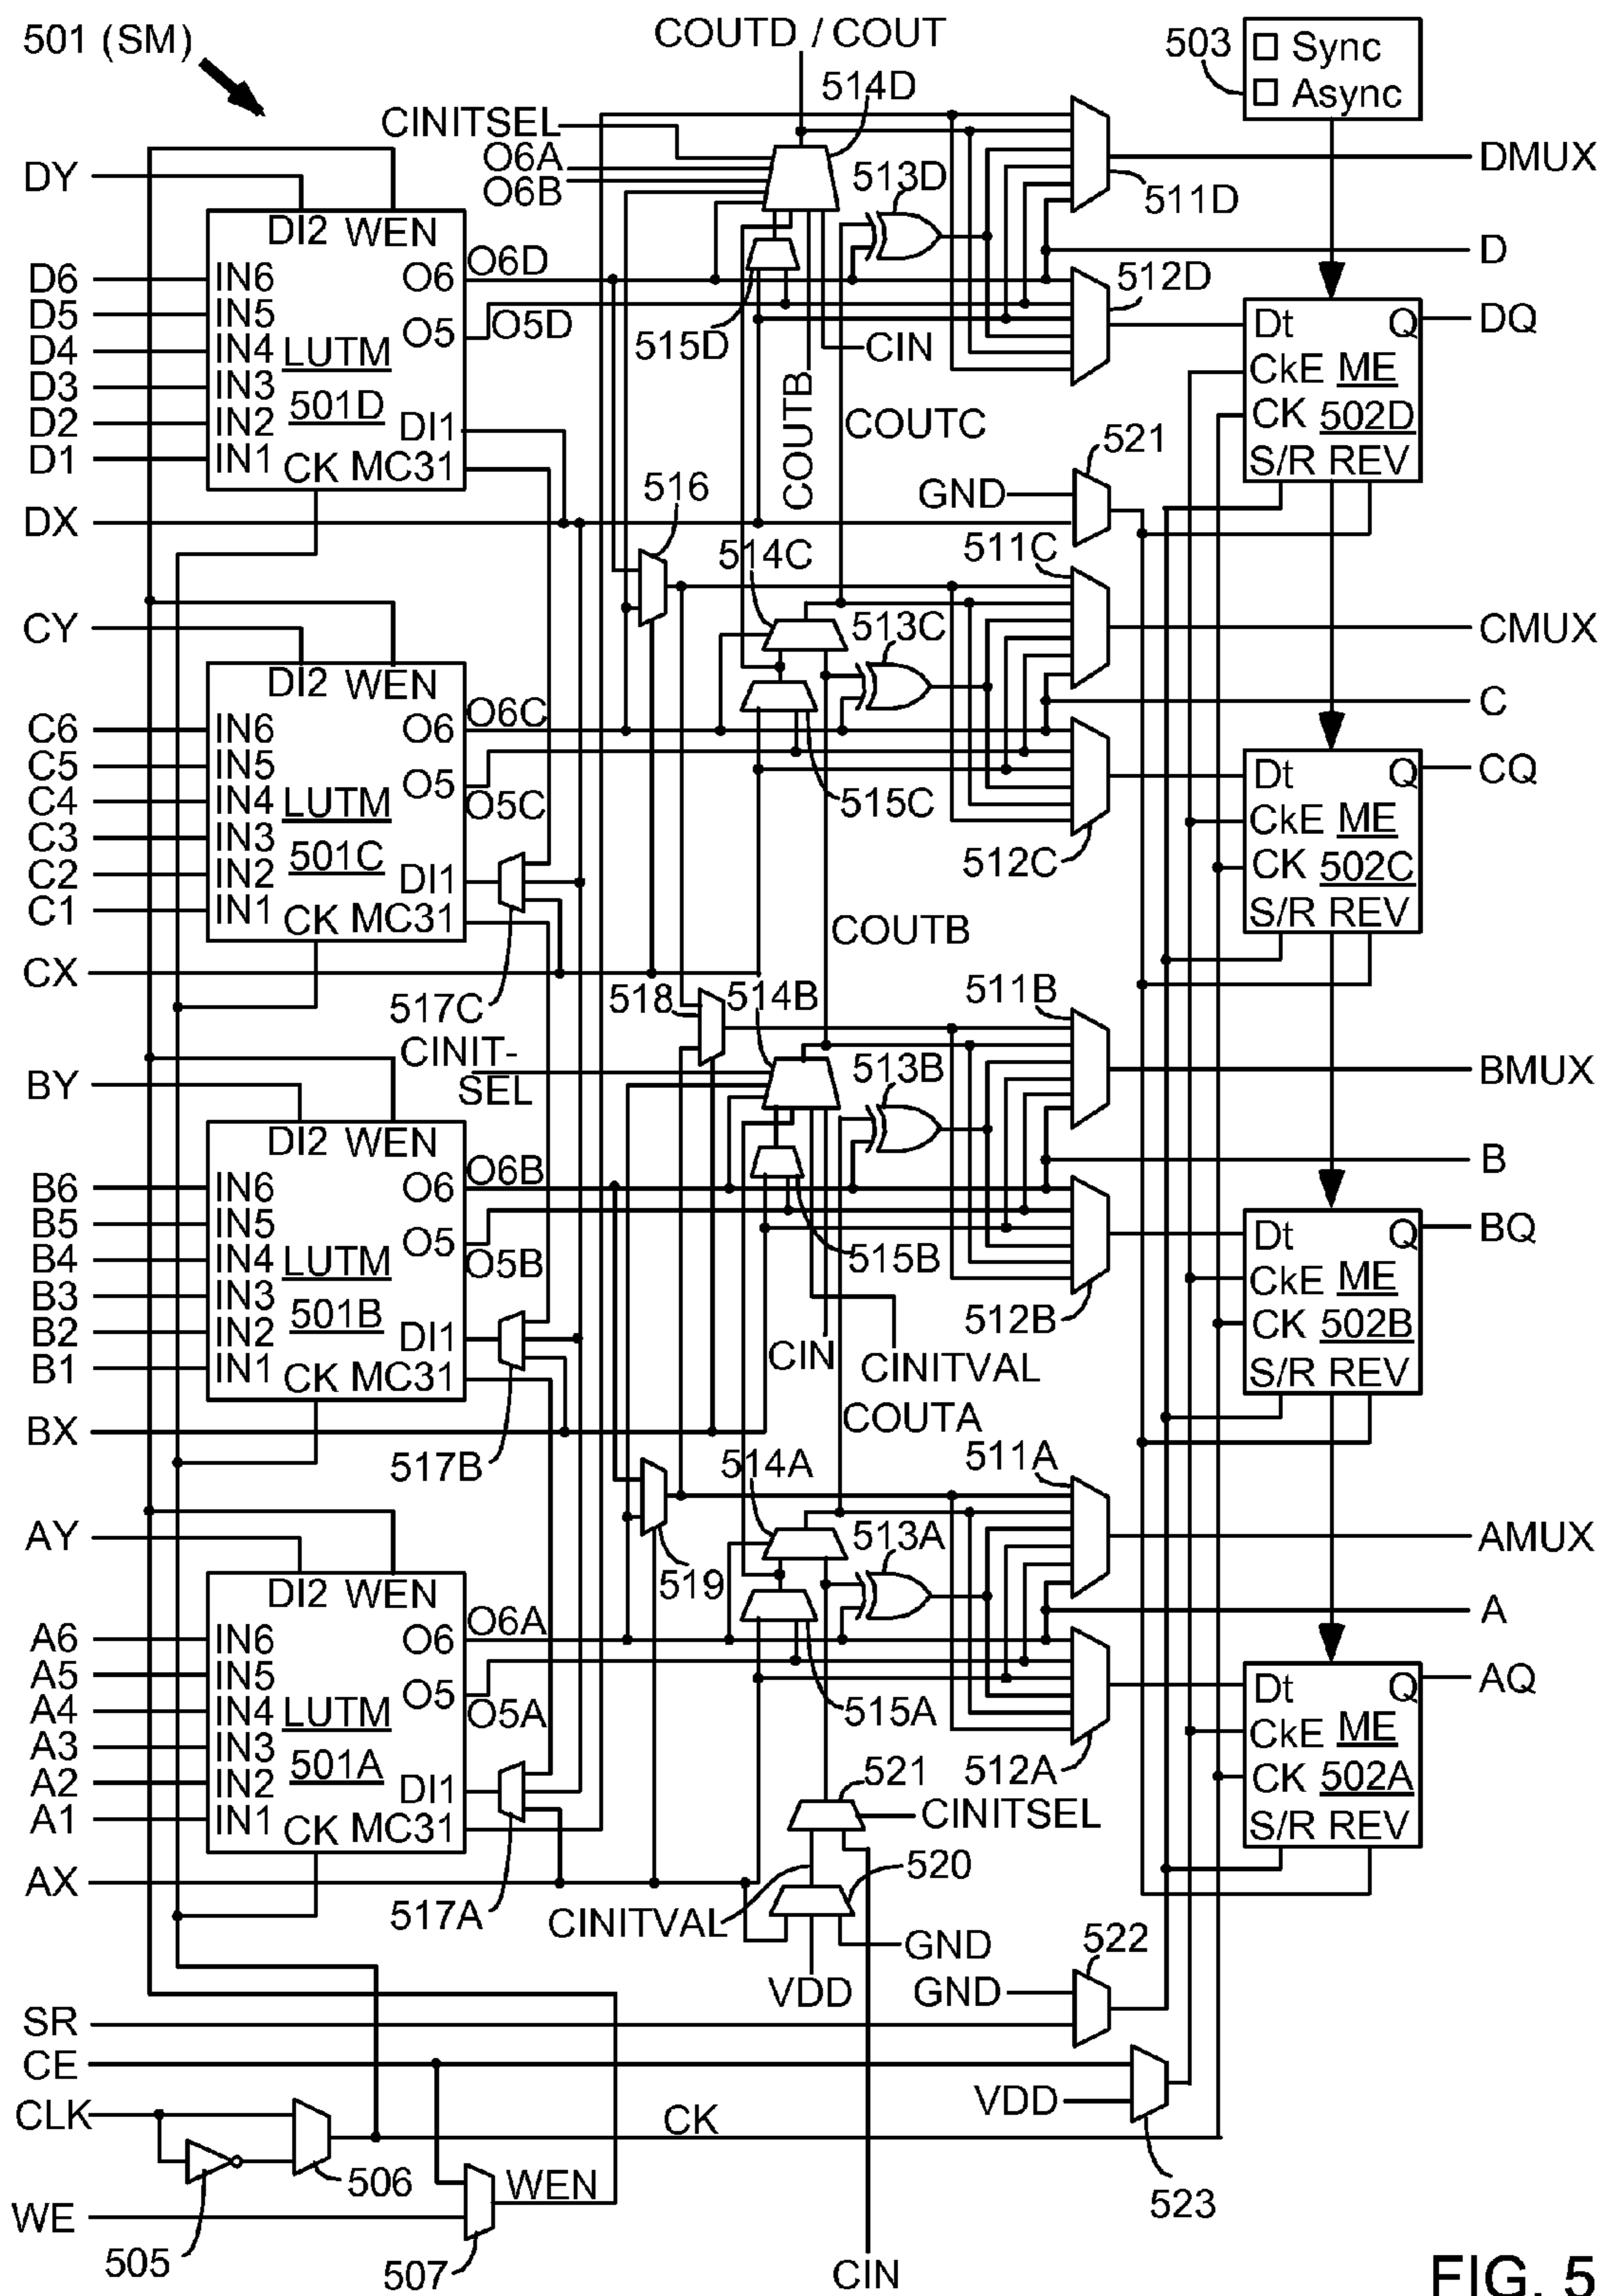 501 (SM)
COUTD / COUT
503
Sync
Async
514D
CINITSEL
O6A
O6B
513D
DMUX
511D
DY
DI2 WEN
D
O6D
512D
D6
D5
D4
D3
D2
D1
IN6
IN5
IN4
IN3
IN2
IN1
LUTM
501D
O6
O5
DI1
CK MC31
O5D
515D
CIN
COUTB
COUTC
Dt Q
CkE ME
CK 502D
S/R REV
DQ
521
516
GND
DX
514C
511C
513C
CMUX
CY
DI2 WEN
C
O6C
C6
C5
C4
C3
C2
C1
IN6
IN5
IN4
IN3
IN2
IN1
LUTM
501C
O6
O5
DI1
CK MC31
O5C
515C
512C
Dt Q
CkE ME
CK 502C
S/R REV
CQ
COUTB
CX
517C
518
514B
511B
CINIT-
SEL
513B
BMUX
BY
DI2 WEN
B
O6B
B6
B5
B4
B3
B2
B1
IN6
IN5
IN4
IN3
IN2
IN1
LUTM
501B
O6
O5
DI1
CK MC31
O5B
515B
512B
CIN
CINITVAL
Dt Q
CkE ME
CK 502B
S/R REV
BQ
COUTA
BX
517B
514A
511A
513A
AMUX
AY
519
DI2 WEN
A
O6A
A6
A5
A4
A3
A2
A1
IN6
IN5
IN4
IN3
IN2
IN1
LUTM
501A
O6
O5
DI1
CK MC31
O5A
515A
512A
521
CINITSEL
Dt Q
CkE ME
CK 502A
S/R REV
AQ
AX
517A
520
CINITVAL
GND
VDD
522
GND
SR
CE
VDD
CLK
CK
506
WEN
523
WE
505
507
CIN
FIG. 5